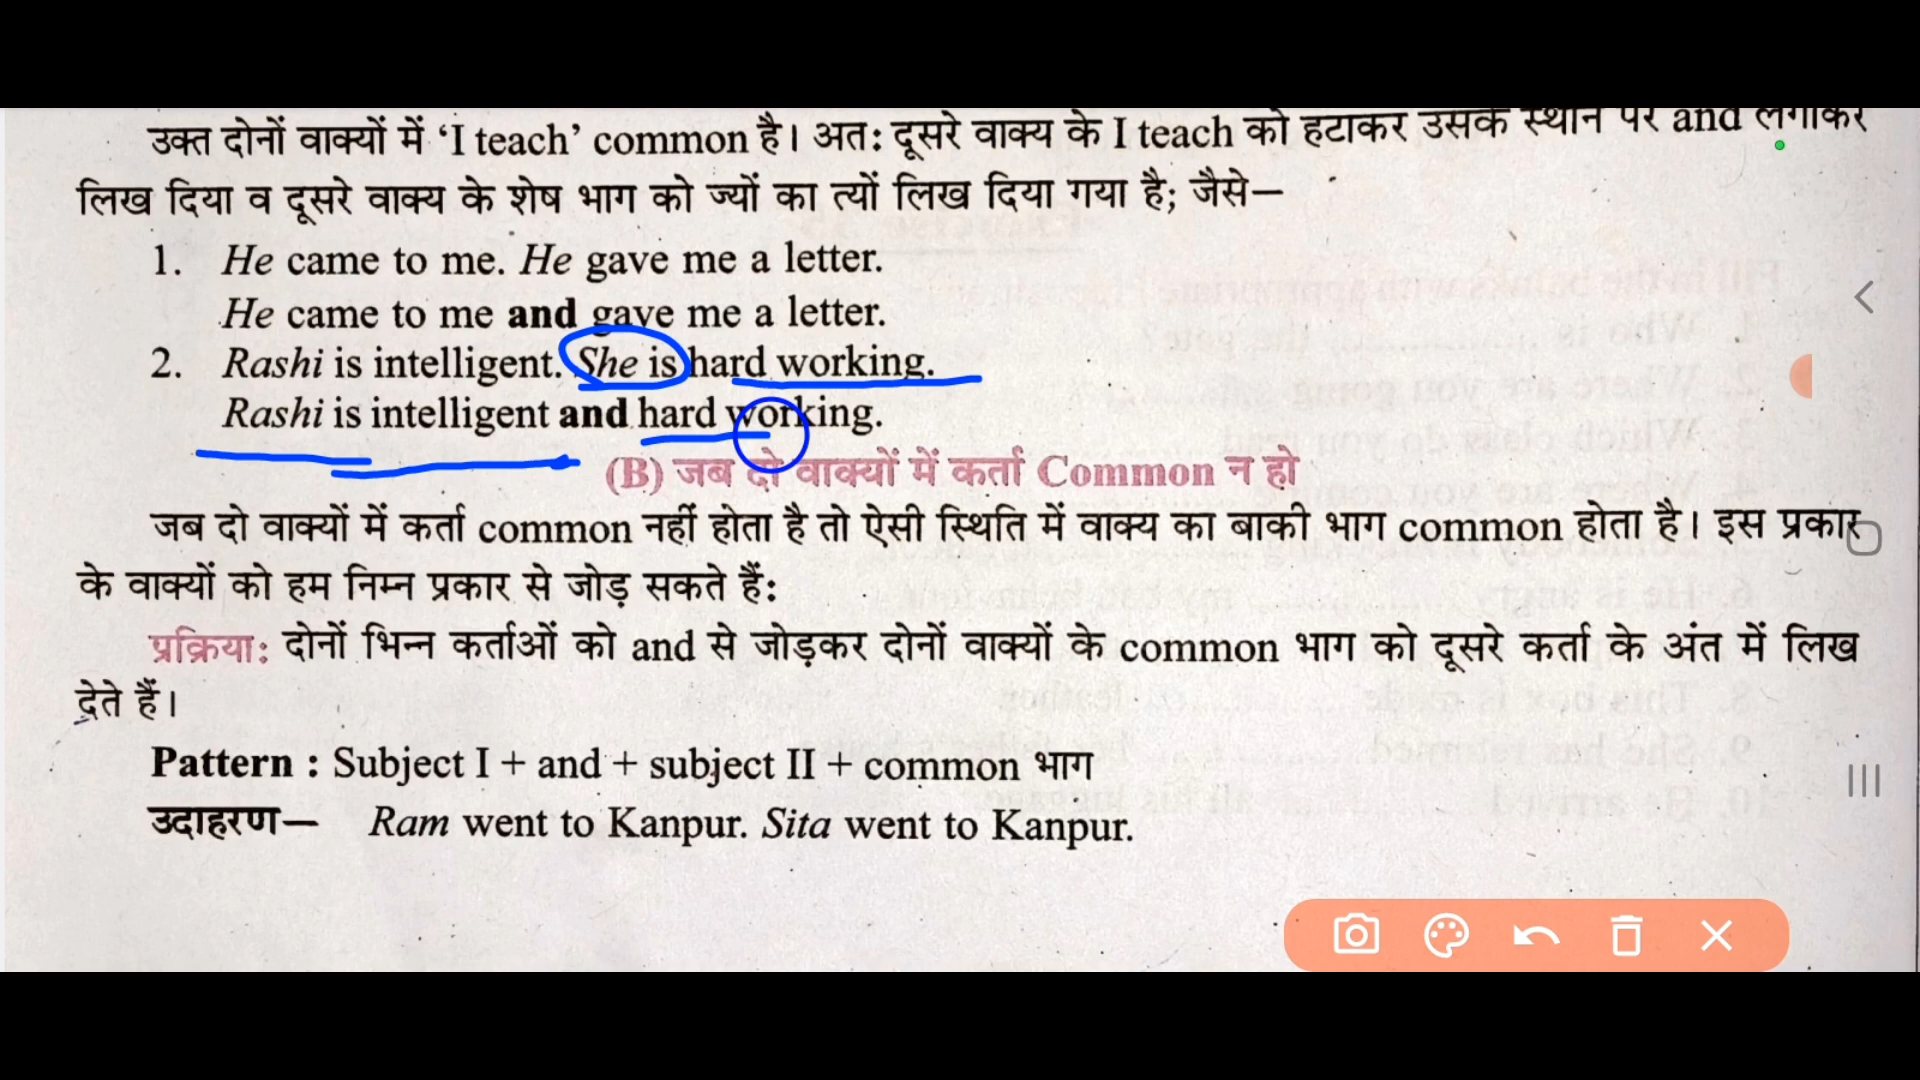 उक्त दोनों वाक्यों में ‘I teach’ common है। अतः दूसरे वाक्य के I teach को हटाकर उसके स्थान पर and लगाकर
लिख दिया व दूसरे वाक्य के शेष भाग को ज्यों का त्यों लिख दिया गया है; जैसे—
1. He came to me. He gave me a letter.
He came to me and gave me a letter.
2. Rashi is intelligent. She is hard working.
Rashi is intelligent and hard working.
(B) जब दो वाक्यों में कर्ता Common न हो
जब दो वाक्यों में कर्ता common नहीं होता है तो ऐसी स्थिति में वाक्य का बाकी भाग common होता है। इस प्रकार
के वाक्यों को हम निम्न प्रकार से जोड़ सकते हैं:
प्रक्रिया: दोनों भिन्न कर्ताओं को and से जोड़कर दोनों वाक्यों के common भाग को दूसरे कर्ता के अंत में लिख
देते हैं।
Pattern : Subject I + and + subject II + common भाग
उदाहरण— Ram went to Kanpur. Sita went to Kanpur.